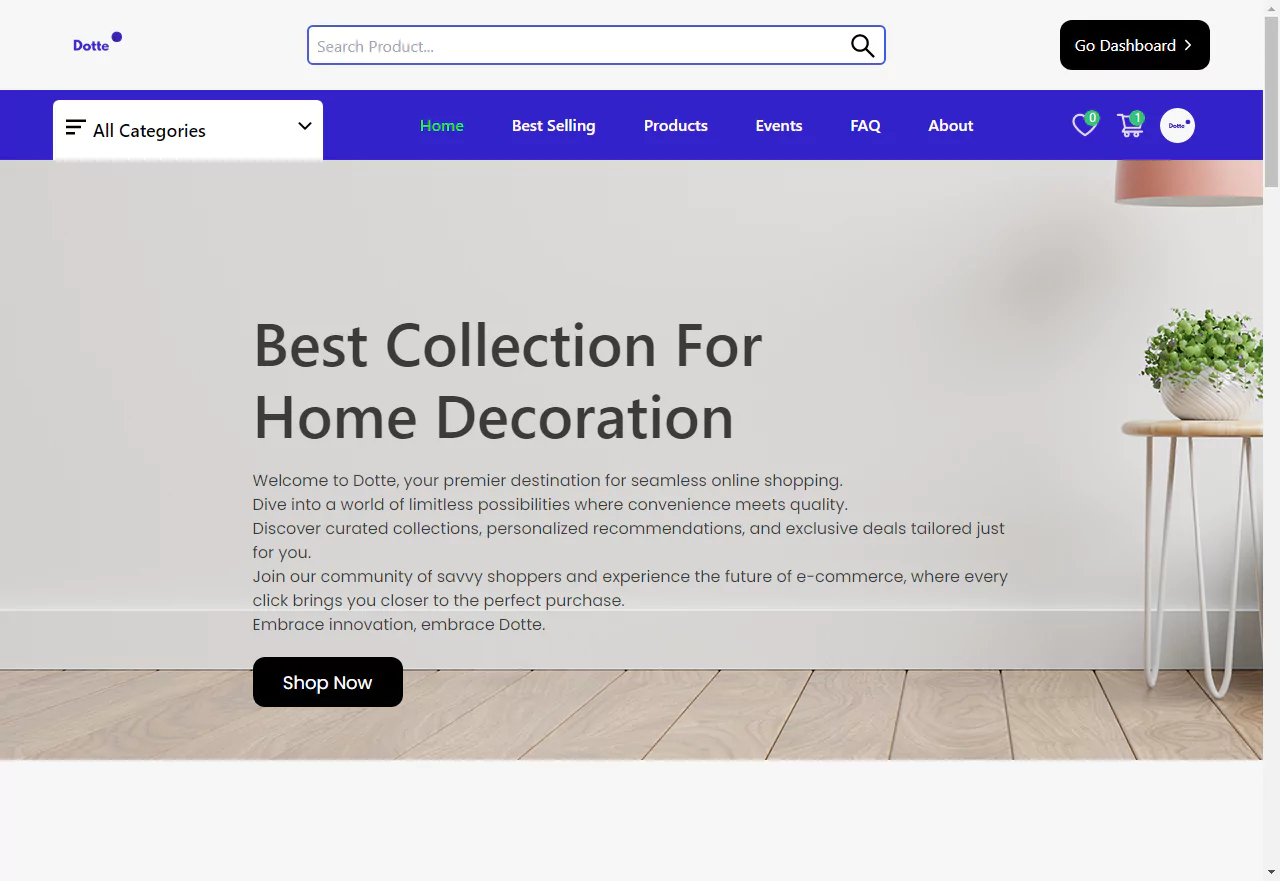 Dotte
Search Product...
Go Dashboard
All Categories
Home
Best Selling
Products
Events
FAQ
About
0
1
Dotte
Best Collection For
Home Decoration
Welcome to Dotte, your premier destination for seamless online shopping.
Dive into a world of limitless possibilities where convenience meets quality.
Discover curated collections, personalized recommendations, and exclusive deals tailored just
for you.
Join our community of savvy shoppers and experience the future of e-commerce, where every
click brings you closer to the perfect purchase.
Embrace innovation, embrace Dotte.
Shop Now